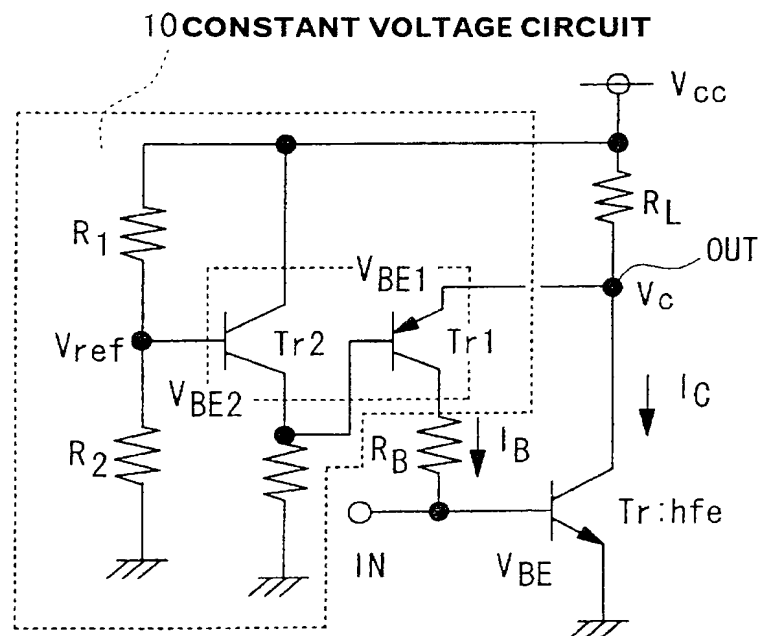 10 CONSTANT VOLTAGE CIRCUIT
Vcc
R1
RL
OUT
VBE1
Vc
Vref
Tr2
Tr1
VBE2
IC
R2
RB
IB
Tr:hfe
IN
VBE